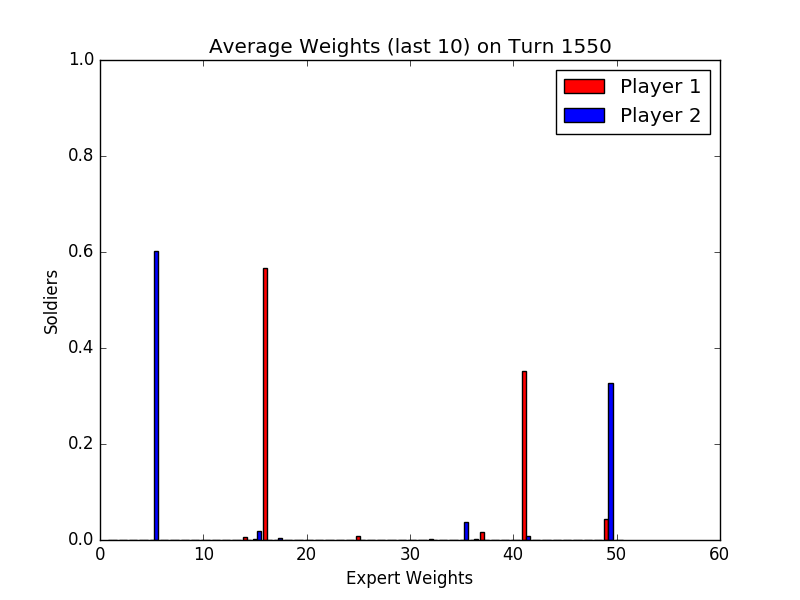 Average Weights (last 10) on Turn 1550
1.0
Player 1
Player 2
0.8
0.6
Soldiers
0.4
0.2
0.0
0 10 20 30 40 50 60
Expert Weights